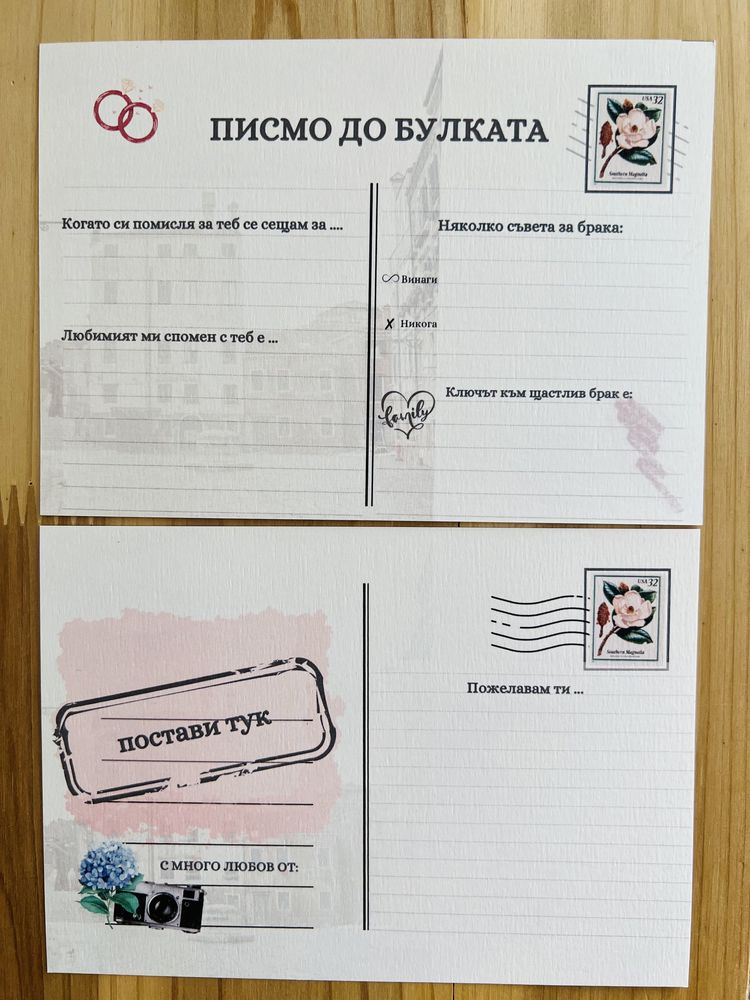 ПИСМО ДО БУЛКАТА
USA 32
Southern Magnolia
Когато си помисля за теб се сещам за ....
Любимият ми спомен с теб е ...
Няколко съвета за брака:
Винаги
Никога
family
Ключът към щастлив брак е:
USA 32
Southern Magnolia
постави тук
С МНОГО ЛЮБОВ ОТ:
Пожелавам ти ...